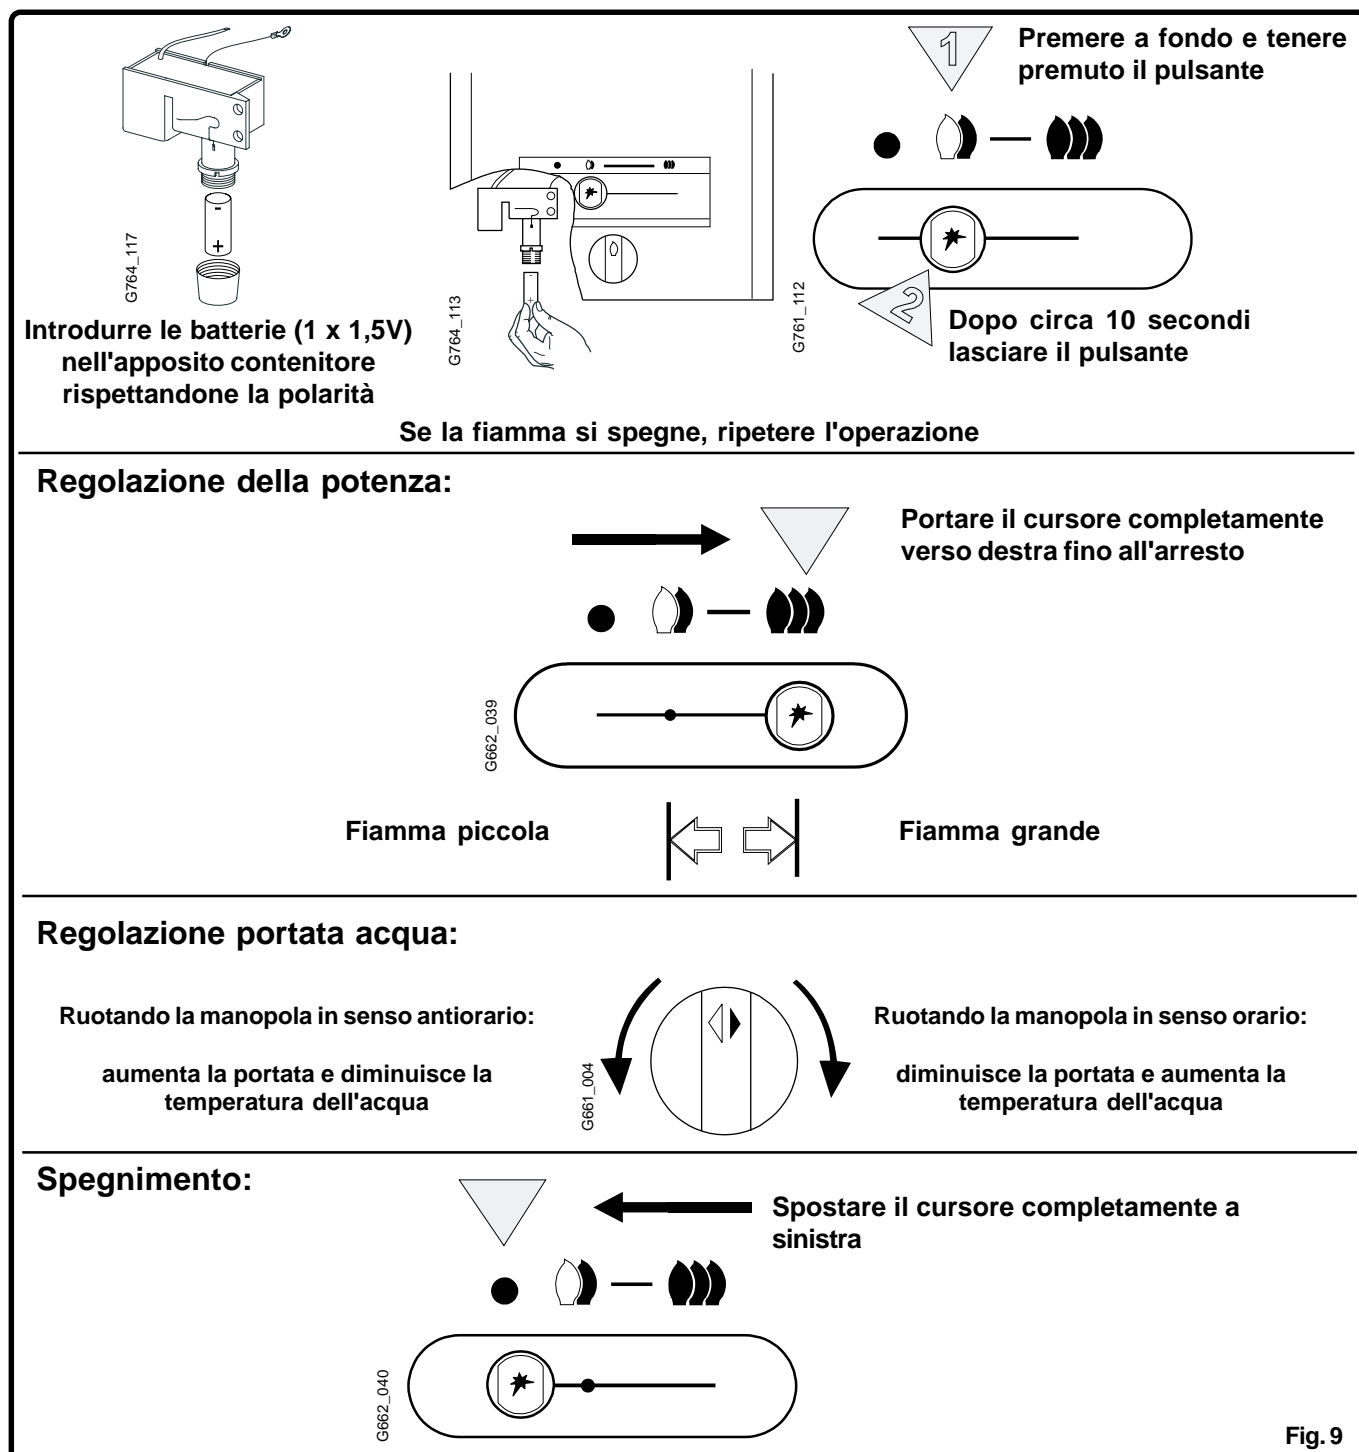 1
Premere a fondo e tenere
premuto il pulsante
-
+
G764_117
-
+
G764_113
G761_112
2
Dopo circa 10 secondi
lasciare il pulsante
Introdurre le batterie (1 x 1,5V)
nell'apposito contenitore
rispettandone la polarità
Se la fiamma si spegne, ripetere l'operazione
Regolazione della potenza:
Portare il cursore completamente
verso destra fino all'arresto
G662_039
Fiamma piccola
Fiamma grande
Regolazione portata acqua:
Ruotando la manopola in senso antiorario:
aumenta la portata e diminuisce la
temperatura dell'acqua
G661_004
Ruotando la manopola in senso orario:
diminuisce la portata e aumenta la
temperatura dell'acqua
Spegnimento:
Spostare il cursore completamente a
sinistra
G662_040
Fig. 9